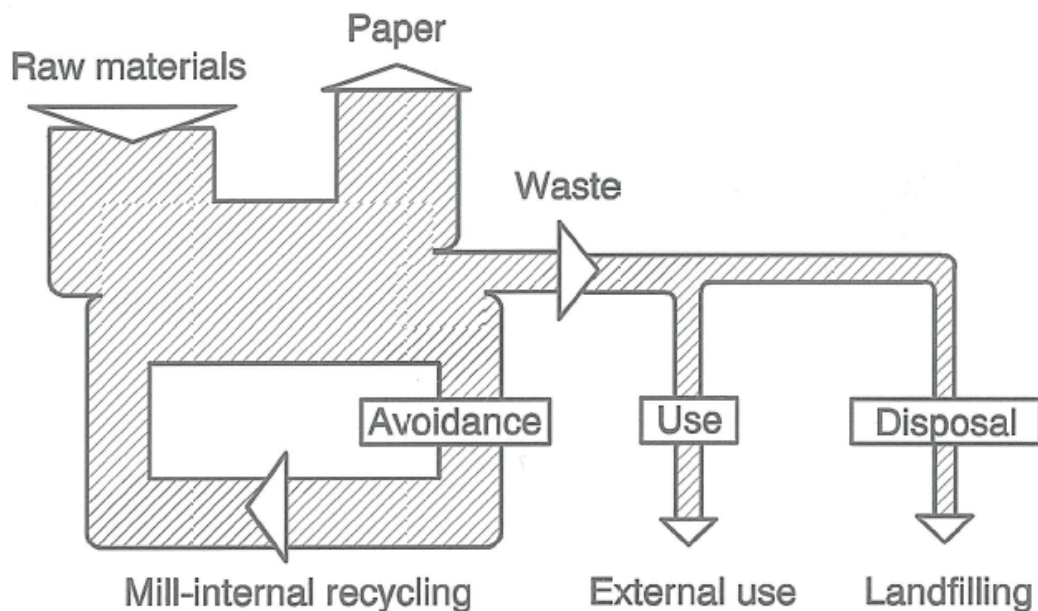 Paper
Raw materials
Waste
Avoidance
Use
Disposal
Mill-internal recycling
External use
Landfilling